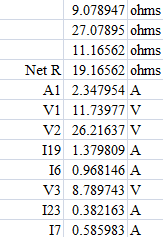 9.078947 ohms
27.07895 ohms
11.16562 ohms
Net R 19.16562 ohms
A1 2.347954 A
V1 11.73977 V
V2 26.21637 V
I19 1.379809 A
I6 0.968146 A
V3 8.789743 V
I23 0.382163 A
I7 0.585983 A